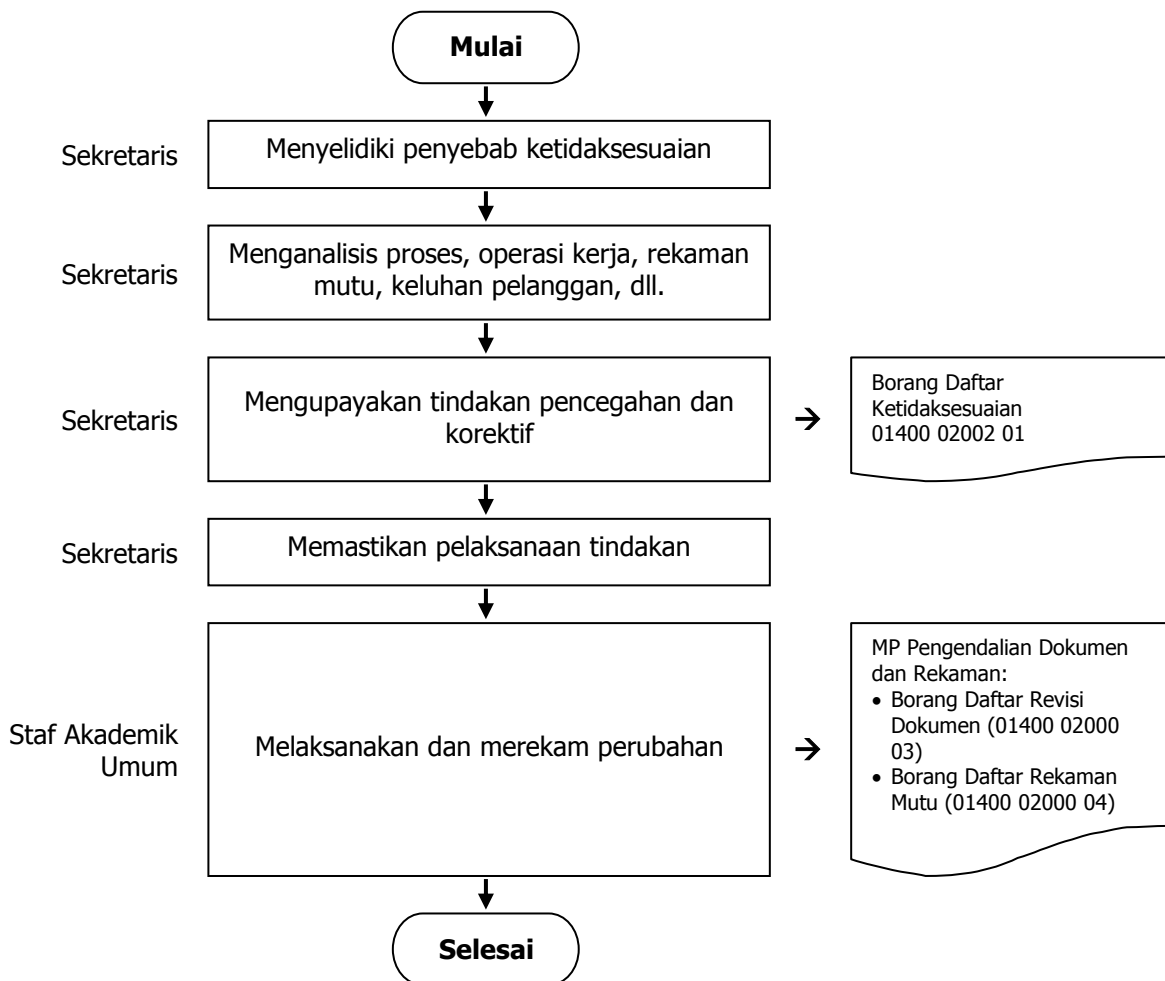 Mulai
Sekretaris
Menyelidiki penyebab ketidaksesuaian
Sekretaris
Menganalisis proses, operasi kerja, rekaman
mutu, keluhan pelanggan, dll.
Sekretaris
Mengupayakan tindakan pencegahan dan
korektif
Borang Daftar
Ketidaksesuaian
01400 02002 01
Sekretaris
Memastikan pelaksanaan tindakan
Staf Akademik
Umum
Melaksanakan dan merekam perubahan
MP Pengendalian Dokumen
dan Rekaman:
• Borang Daftar Revisi
Dokumen (01400 02000
03)
• Borang Daftar Rekaman
Mutu (01400 02000 04)
Selesai